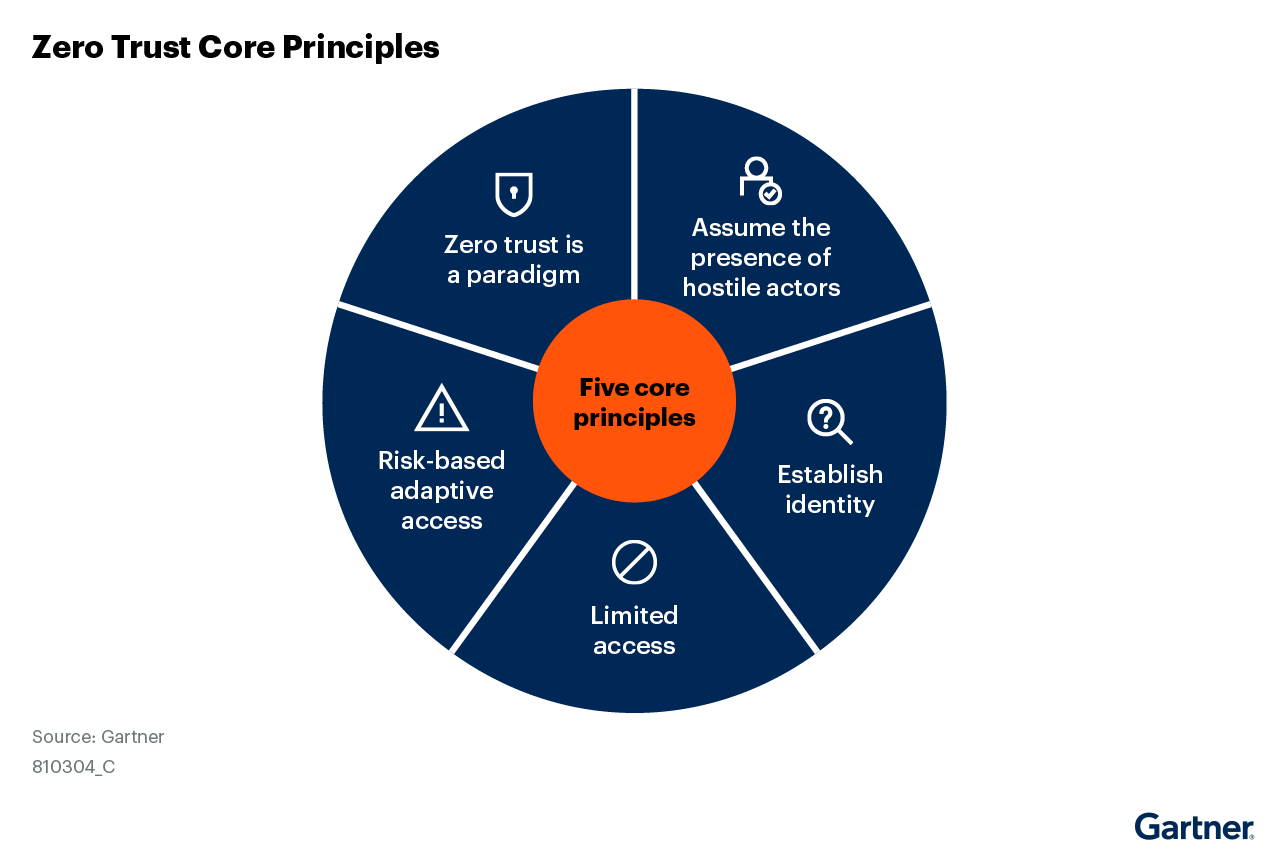 Zero Trust Core Principles
Zero trust is
a paradigm
Assume the
presence of
hostile actors
Five core
principles
Risk-based
adaptive
access
Establish
identity
Limited
access
Source: Gartner
810304_C
Gartner®